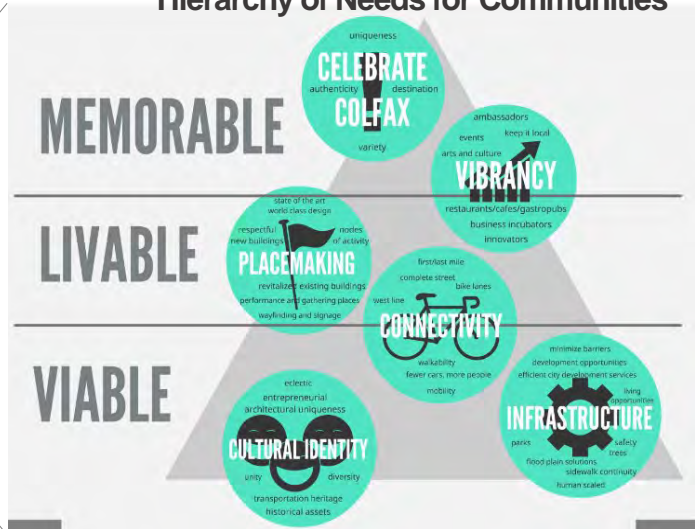 Hierarchy of Needs for Communities
MEMORABLE
uniqueness
CELEBRATE
authenticity
destination
COLFAX
variety
ambassadors
events
keep it local
arts and culture
VIBRANCY
restaurants/cafes/gastropubs
business incubators
innovators
LIVABLE
state of the art
world class design
respectful
new buildings
nodes
of activity
PLACEMAKING
revitalized existing buildings
performance and gathering places
wayfinding and signage
first/last mile
complete street
bike lanes
west line
CONNECTIVITY
walkability
fewer cars, more people
mobility
VIABLE
eclectic
entrepreneurial
architectural uniqueness
CULTURAL IDENTITY
unity
diversity
transportation heritage
historical assets
minimize barriers
development opportunities
efficient city development services
living
opportunities
INFRASTRUCTURE
parks
safety
trees
flood plain solutions
sidewalk continuity
human scaled